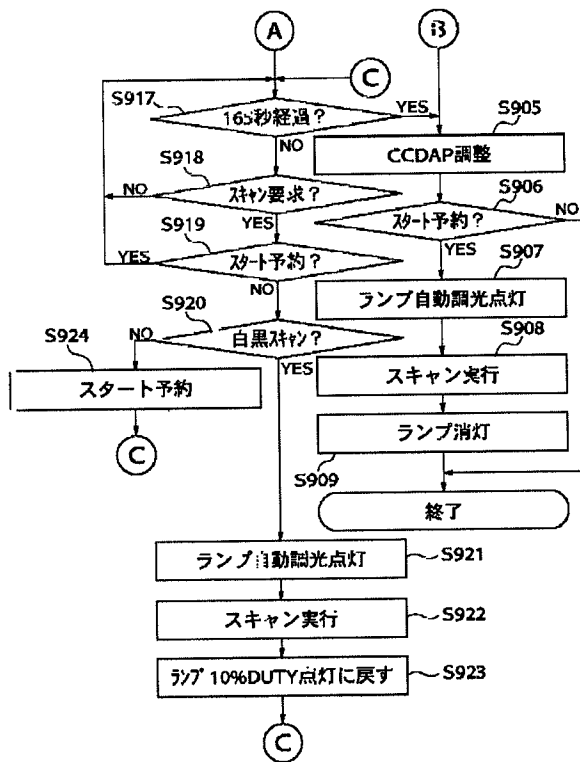 A
B
C
S917
165秒経過?
YES
NO
S905
CCDAP調整
S918
スキャン要求?
NO
YES
S906
スタート予約?
NO
YES
S919
スタート予約?
YES
NO
S907
ランプ自動調光点灯
S920
白黒スキャン?
NO
YES
S908
スキャン実行
S924
スタート予約
C
ランプ消灯
S909
終了
ランプ自動調光点灯
S921
スキャン実行
S922
ランプ10%DUTY点灯に戻す
S923
C